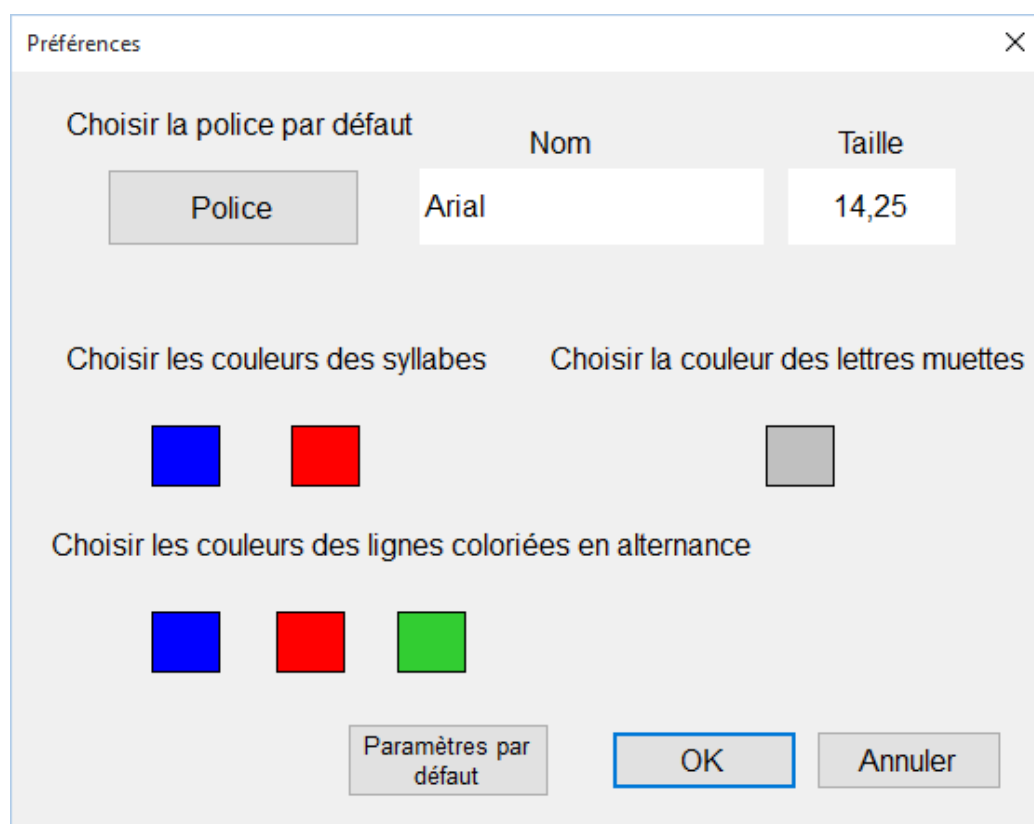 Préférences
Choisir la police par défaut
Nom
Taille
Police
Arial
14,25
Choisir les couleurs des syllabes
Choisir la couleur des lettres muettes
Choisir les couleurs des lignes coloriées en alternance
Paramètres par
défaut
OK
Annuler